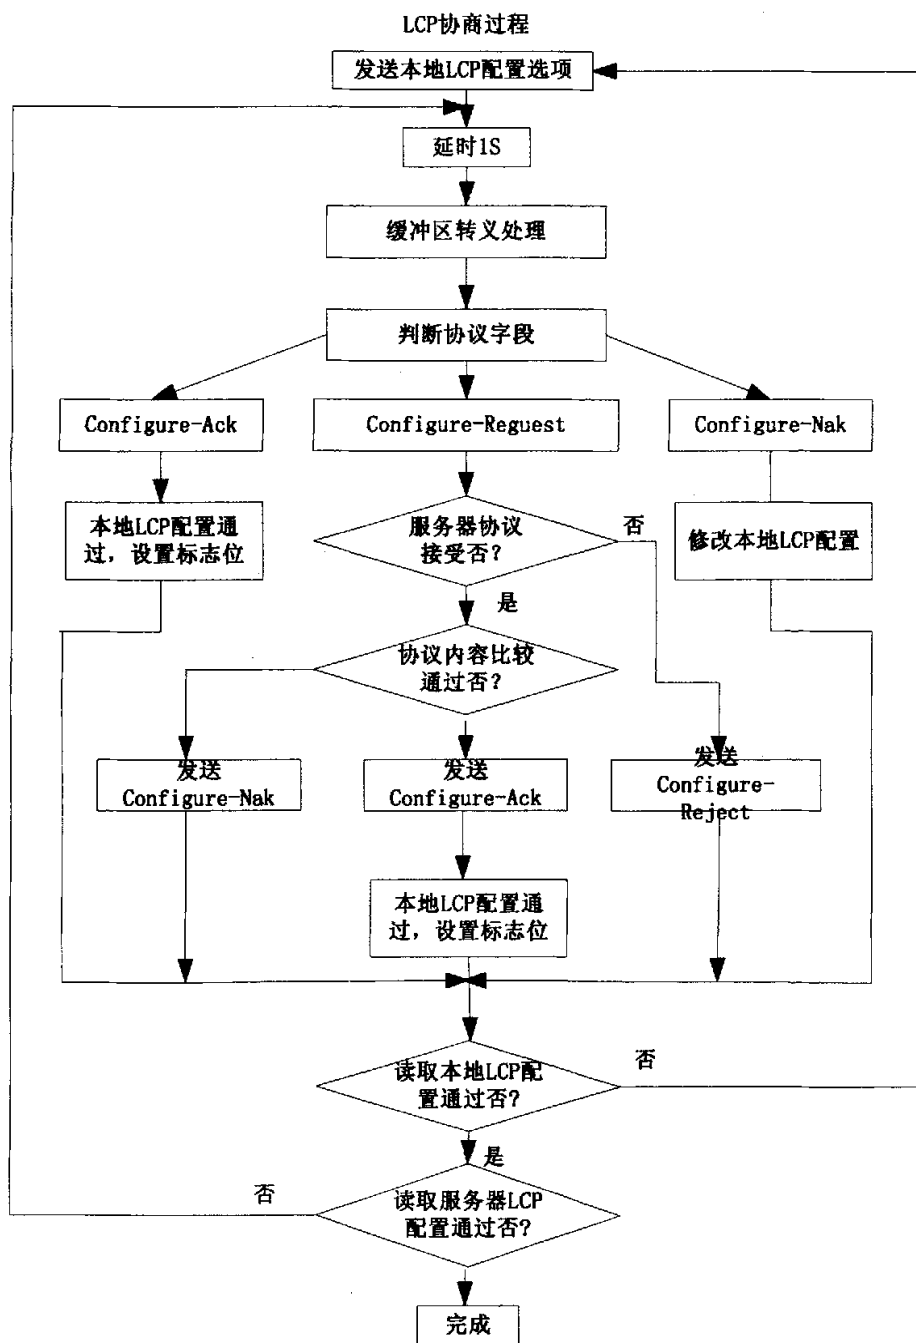 LCP协商过程
发送本地LCP配置选项
延时1S
缓冲区转义处理
判断协议字段
Configure-Ack
Configure-Reguest
Configure-Nak
本地LCP配置通
过，设置标志位
服务器协议
接受否？
否
修改本地LCP配置
是
协议内容比较
通过否？
发送
Configure-Nak
发送
Configure-Ack
发送
Configure-
Reject
本地LCP配置通
过，设置标志位
读取本地LCP配
置通过否？
否
是
否
读取服务器LCP
配置通过否？
完成